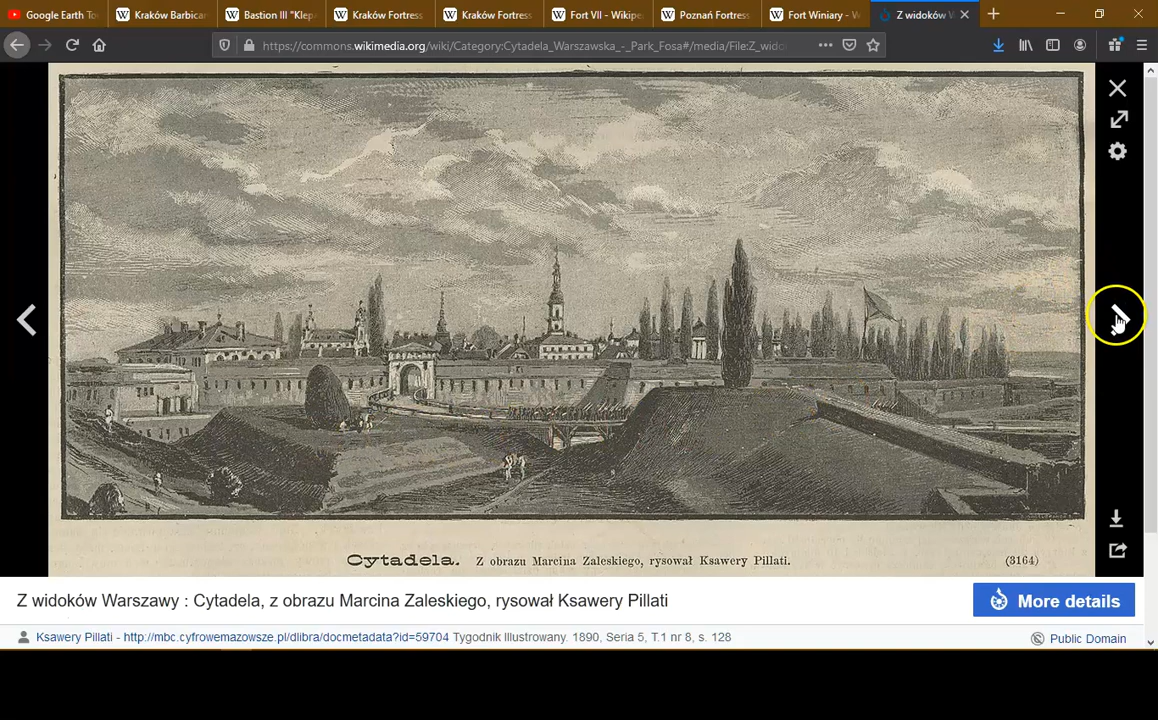 Google Earth To
Kraków Barbican
Bastion III "Klep
Kraków Fortress
Kraków Fortress
Fort VII - Wikipe
Poznań Fortress
Fort Winiary - W
Z widoków W
https://commons.wikimedia.org/wiki/Category:Cytadela_Warszawska_-_Park_Fosa#/media/File:Z_wido
Cytadela. Z obrazu Marcina Zaleskiego, rysował Ksawery Pillati. (3164)
Z widoków Warszawy : Cytadela, z obrazu Marcina Zaleskiego, rysował Ksawery Pillati
More details
Ksawery Pillati - http://mbc.cyfrowemazowsze.pl/dlibra/docmetadata?id=59704 Tygodnik Illustrowany. 1890, Seria 5, T.1 nr 8, s. 128
Public Domain